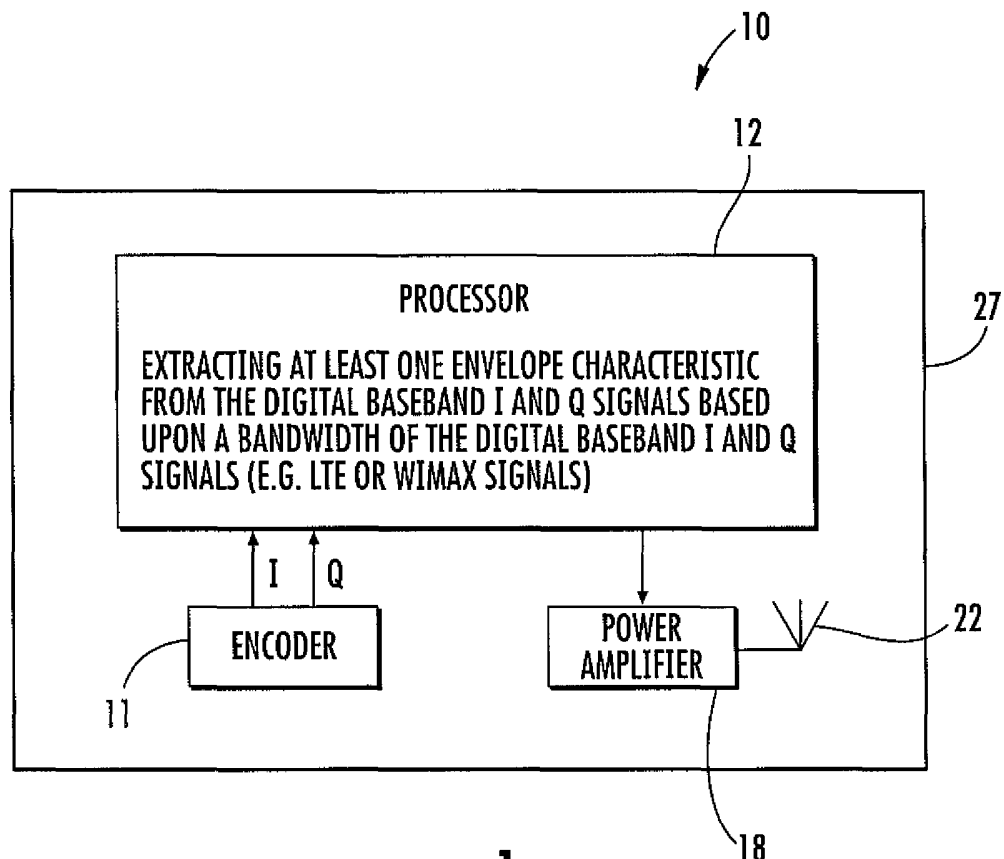 10
12
PROCESSOR
27
EXTRACTING AT LEAST ONE ENVELOPE CHARACTERISTIC
FROM THE DIGITAL BASEBAND I AND Q SIGNALS BASED
UPON A BANDWIDTH OF THE DIGITAL BASEBAND I AND Q
SIGNALS (E.G. LTE OR WIMAX SIGNALS)
I Q
ENCODER
POWER
AMPLIFIER
22
11
18